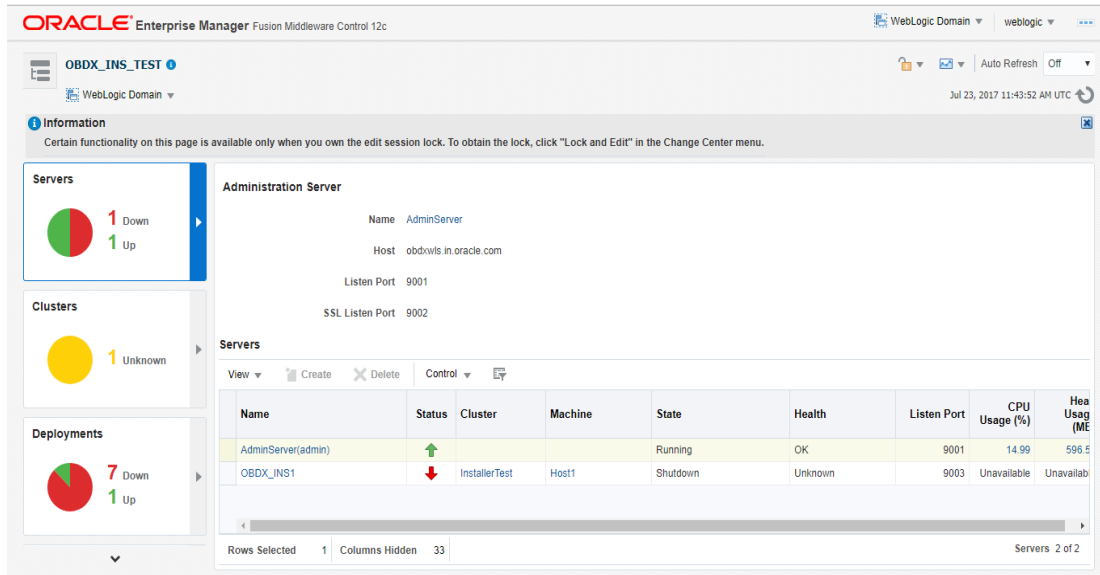 ORACLE Enterprise Manager Fusion Middleware Control 12c
WebLogic Domain
weblogic
OBDX_INS_TEST
Auto Refresh Off
WebLogic Domain
Jul 23, 2017 11:43:52 AM UTC
Information
Certain functionality on this page is available only when you own the edit session lock. To obtain the lock, click "Lock and Edit" in the Change Center menu.
Servers
1 Down
1 Up
Clusters
1 Unknown
Deployments
7 Down
1 Up
Administration Server
Name AdminServer
Host obdxwls.in.oracle.com
Listen Port 9001
SSL Listen Port 9002
Servers
View Create Delete Control
Name Status Cluster Machine State Health Listen Port CPU Usage (%) Hea Usag (ME
AdminServer(admin) Running OK 9001 14.99 596.5
OBDX_INS1 InstallerTest Host1 Shutdown Unknown 9003 Unavailable Unavailabl
Rows Selected 1 Columns Hidden 33 Servers 2 of 2